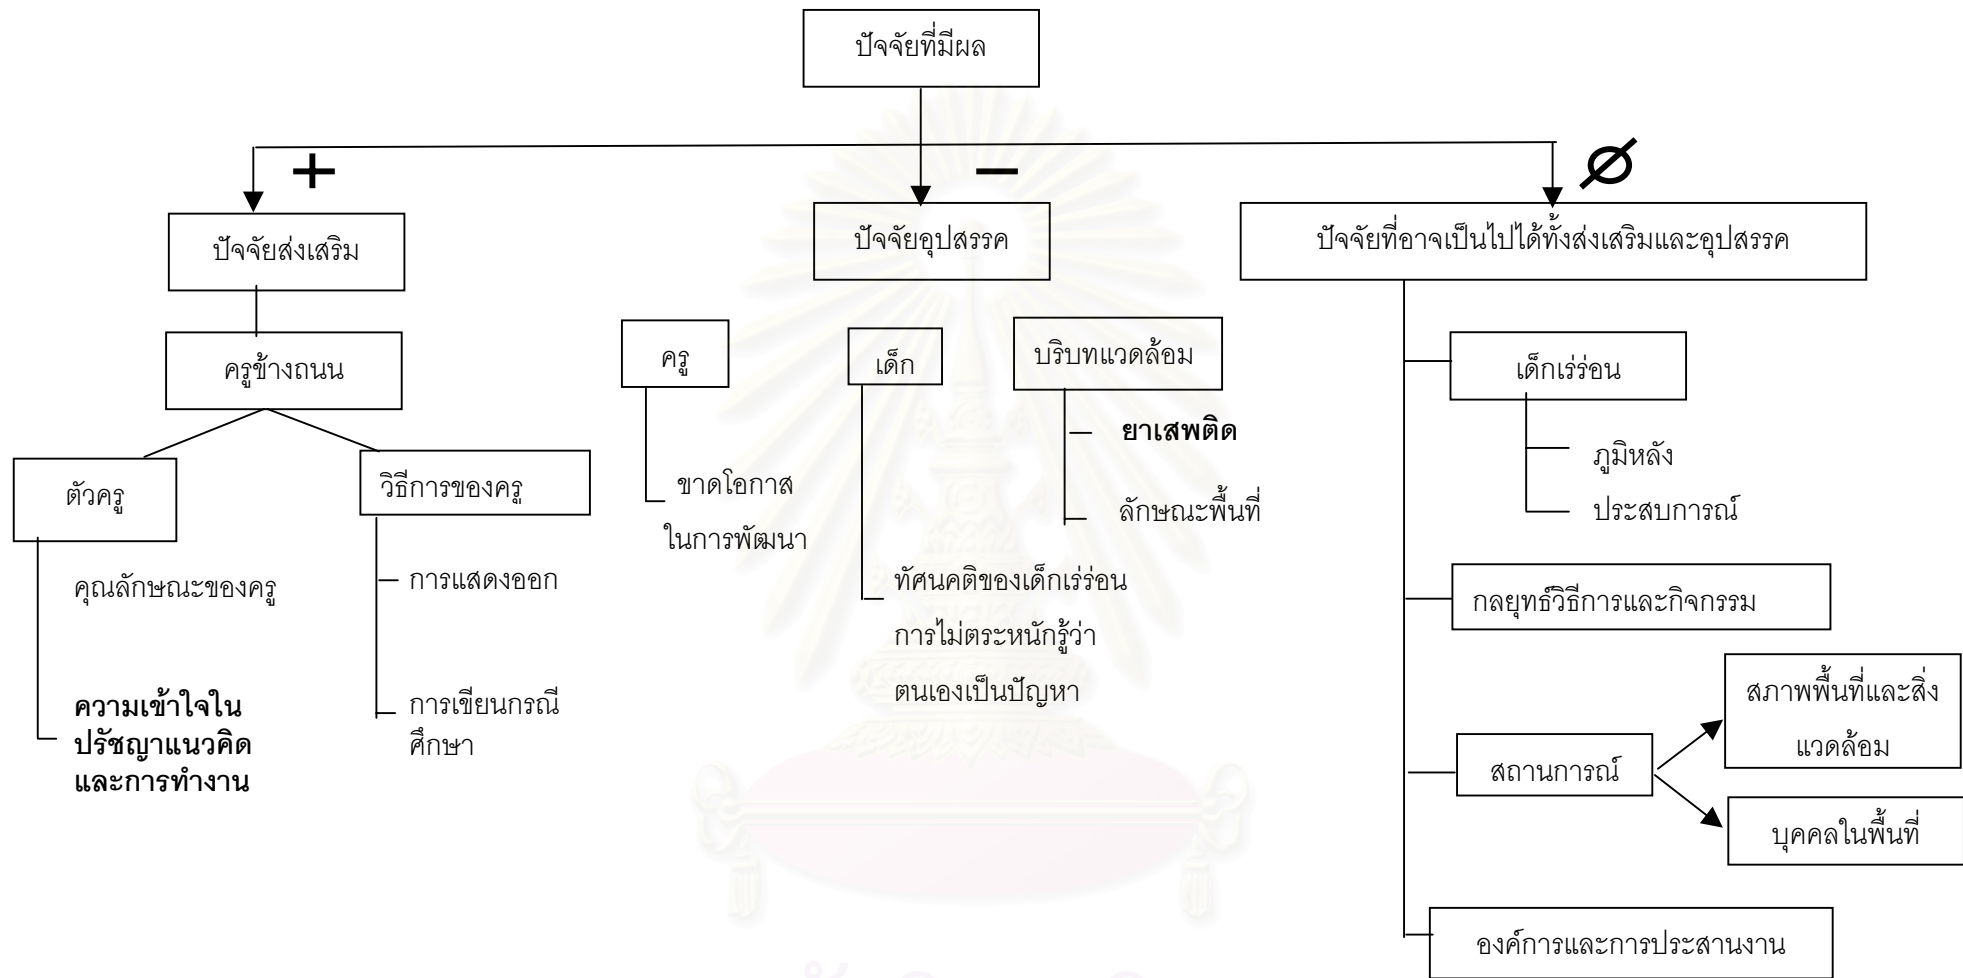 ปัจจัยที่มีผล
+
−
Ø
ปัจจัยส่งเสริม
ปัจจัยอุปสรรค
ปัจจัยที่อาจเป็นไปได้ทั้งส่งเสริมและอุปสรรค
ครูข้างถนน
ตัวครู
คุณลักษณะของครู
ความเข้าใจใน
ปรัชญาแนวคิด
และการทำงาน
วิธีการของครู
การแสดงออก
การเขียนกรณี
ศึกษา
ครู
ขาดโอกาส
ในการพัฒนา
เด็ก
ทัศนคติของเด็กเร่ร่อน
การไม่ตระหนักรู้ว่า
ตนเองเป็นปัญหา
บริบทแวดล้อม
ยาเสพติด
ลักษณะพื้นที่
เด็กเร่ร่อน
ภูมิหลัง
ประสบการณ์
กลยุทธ์วิธีการและกิจกรรม
สถานการณ์
สภาพพื้นที่และสิ่ง
แวดล้อม
บุคคลในพื้นที่
องค์การและการประสานงาน